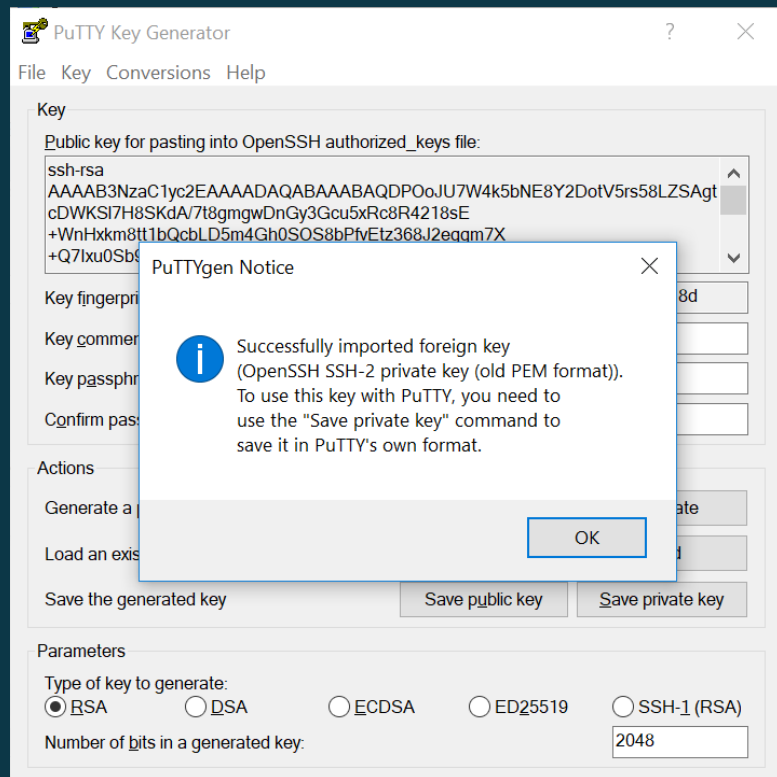 PuTTY Key Generator
?
File Key Conversions Help
Key
Public key for pasting into OpenSSH authorized_keys file:
ssh-rsa
AAAAB3NzaC1yc2EAAAADAQABAAABAQDPOoJU7W4k5bNE8Y2DotV5rs58LZSAgt
cDWKSl7H8SKdA/7t8gmgwDnGy3Gcu5xRc8R4218sE
+WnHxkm8tt1bQcbLD5m4Gh0SOS8bPfvEtz368J2eqqm7X
+Q7Ixu0Sb9
PuTTYgen Notice
Key fingerpri
8d
Key commer
Key passphr
Confirm pas
Successfully imported foreign key
(OpenSSH SSH-2 private key (old PEM format)).
To use this key with PuTTY, you need to
use the "Save private key" command to
save it in PuTTY's own format.
OK
Actions
Generate a
ate
Load an exis
Save the generated key
Save public key
Save private key
Parameters
Type of key to generate:
RSA DSA ECDSA ED25519 SSH-1 (RSA)
Number of bits in a generated key:
2048